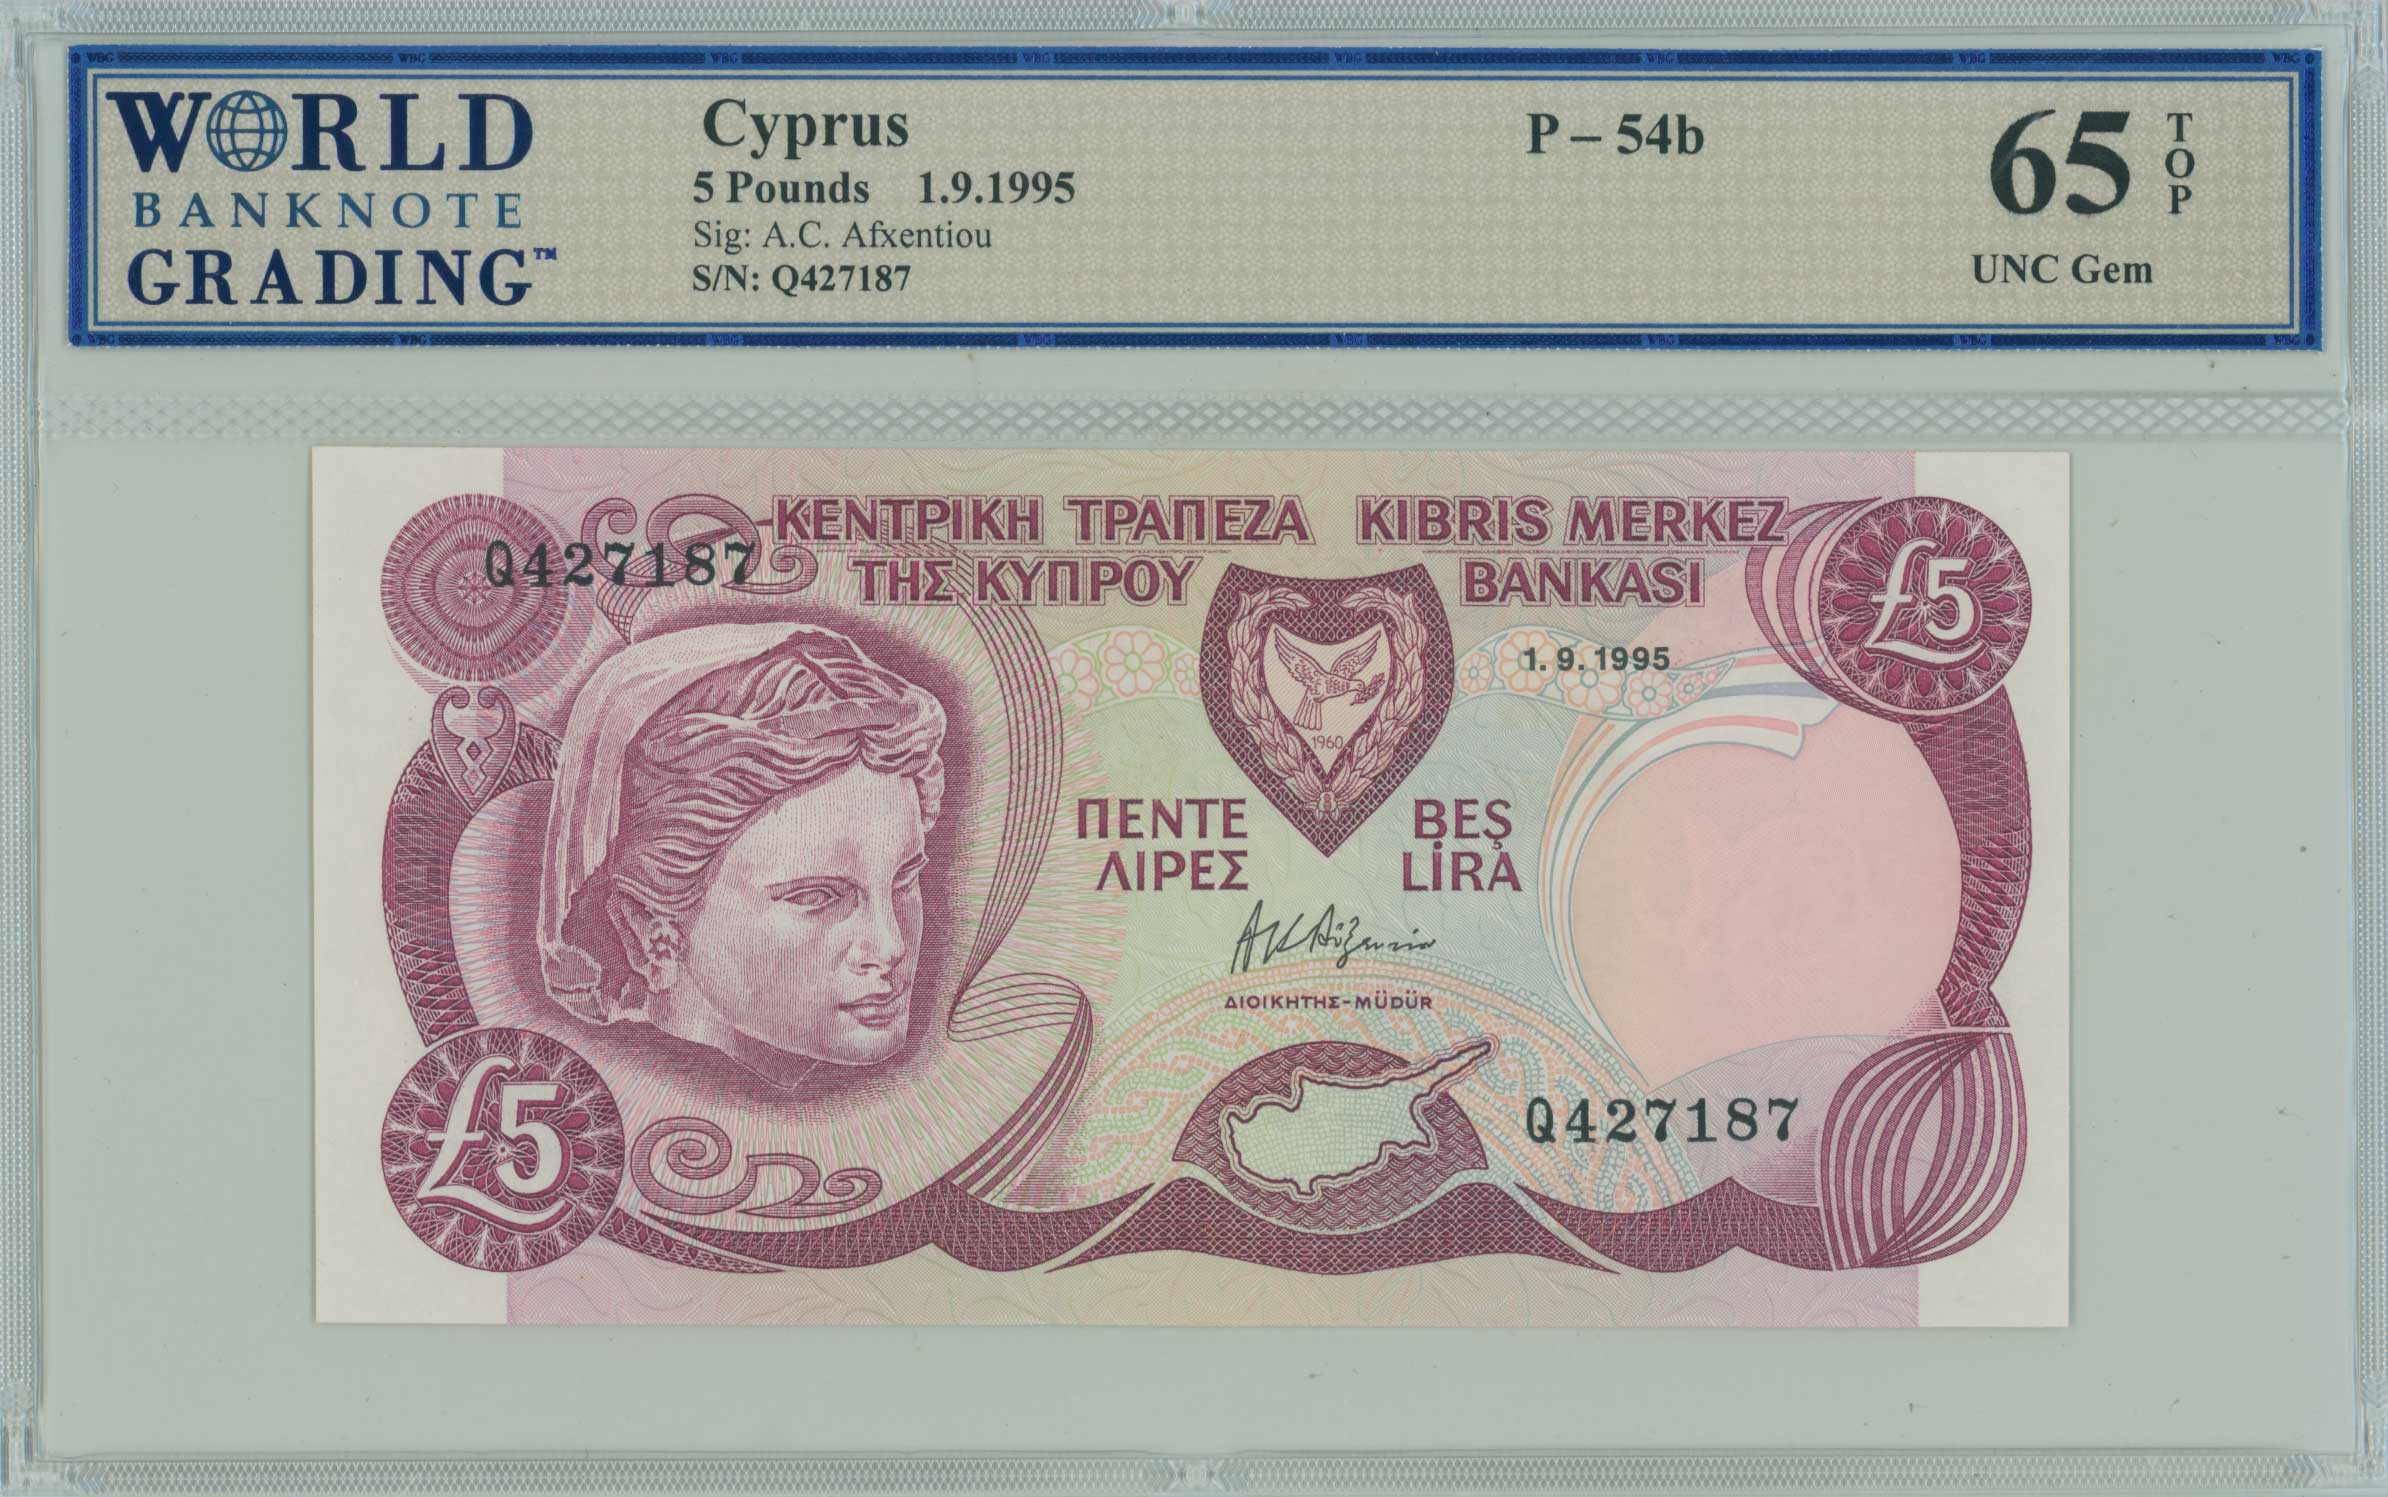 WORLD
BANKNOTE
GRADING™
Cyprus
5 Pounds 1.9.1995
Sig: A.C. Afxentiou
S/N: Q427187
P – 54b
65 TOP
UNC Gem
ΚΕΝΤΡΙΚΗ ΤΡΑΠΕΖΑ
ΤΗΣ ΚΥΠΡΟΥ
KIBRIS MERKEZ
BANKASI
Q427187
£5
1.9.1995
1960
ΠΕΝΤΕ
ΛΙΡΕΣ
BEŞ
LİRA
ΔΙΟΙΚΗΤΗΣ-MÜDÜR
£5
Q427187